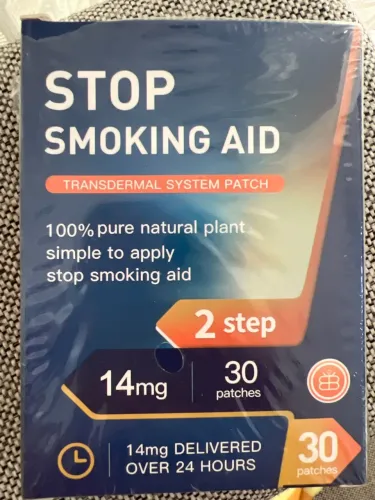 STOP
SMOKING AID
TRANSDERMAL SYSTEM PATCH
100% pure natural plant
simple to apply
stop smoking aid
2 step
14mg
30
patches
14mg DELIVERED
OVER 24 HOURS
30
patches